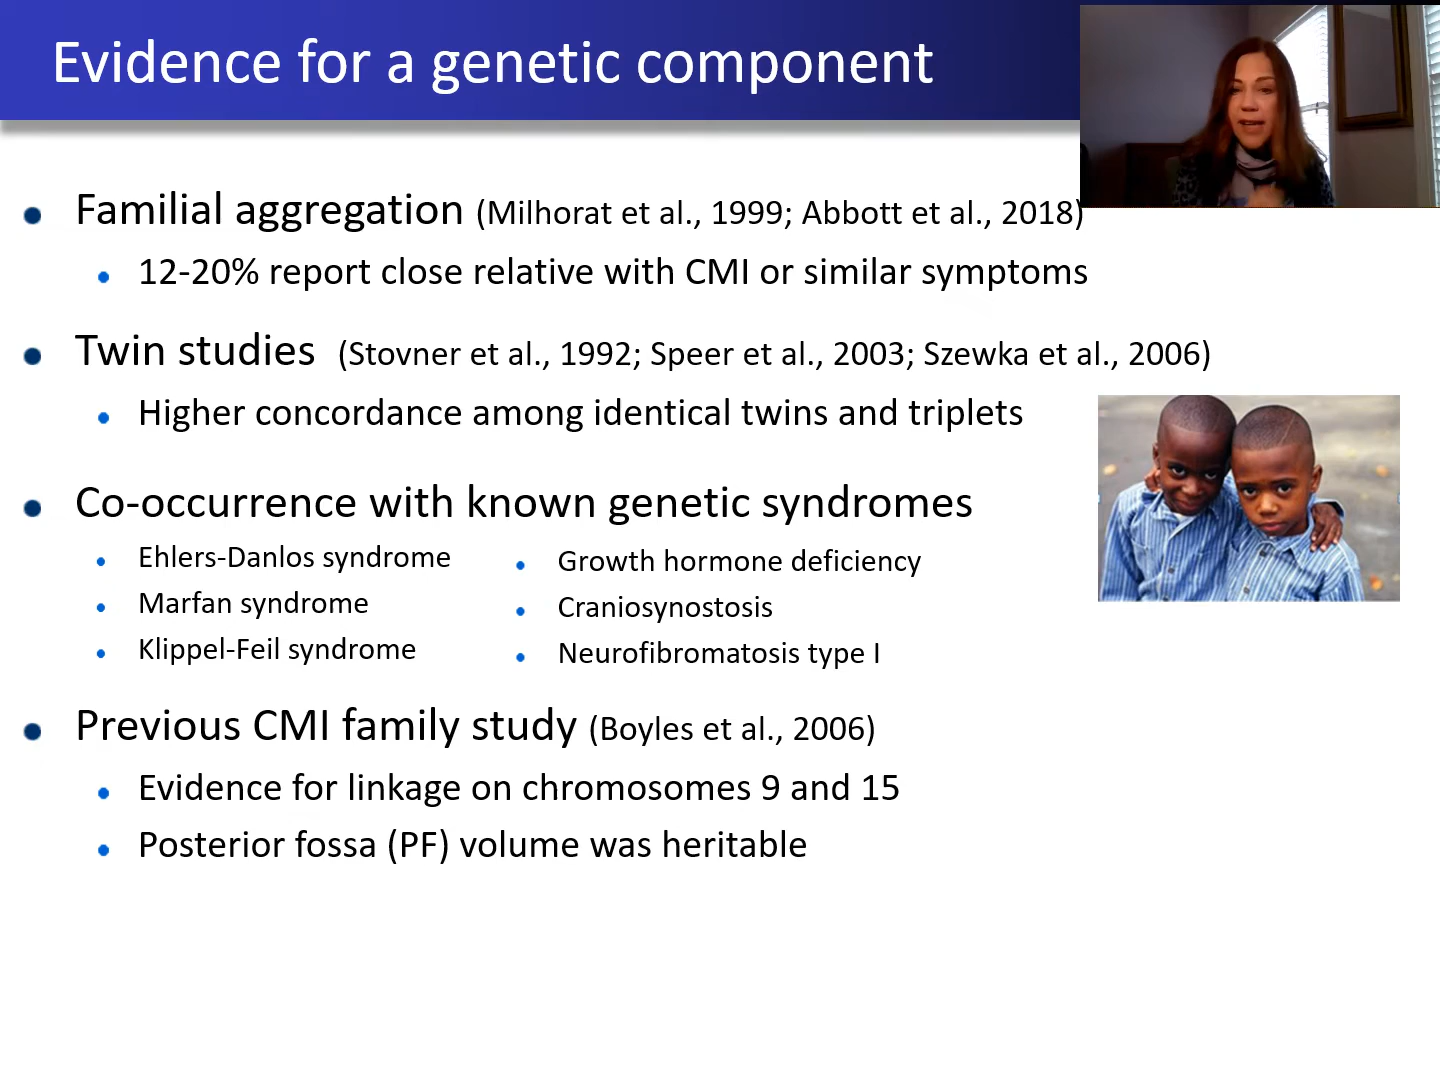 Evidence for a genetic component
Familial aggregation (Milhorat et al., 1999; Abbott et al., 2018)
12-20% report close relative with CMI or similar symptoms
Twin studies (Stovner et al., 1992; Speer et al., 2003; Szewka et al., 2006)
Higher concordance among identical twins and triplets
Co-occurrence with known genetic syndromes
Ehlers-Danlos syndrome
Marfan syndrome
Klippel-Feil syndrome
Growth hormone deficiency
Craniosynostosis
Neurofibromatosis type I
Previous CMI family study (Boyles et al., 2006)
Evidence for linkage on chromosomes 9 and 15
Posterior fossa (PF) volume was heritable